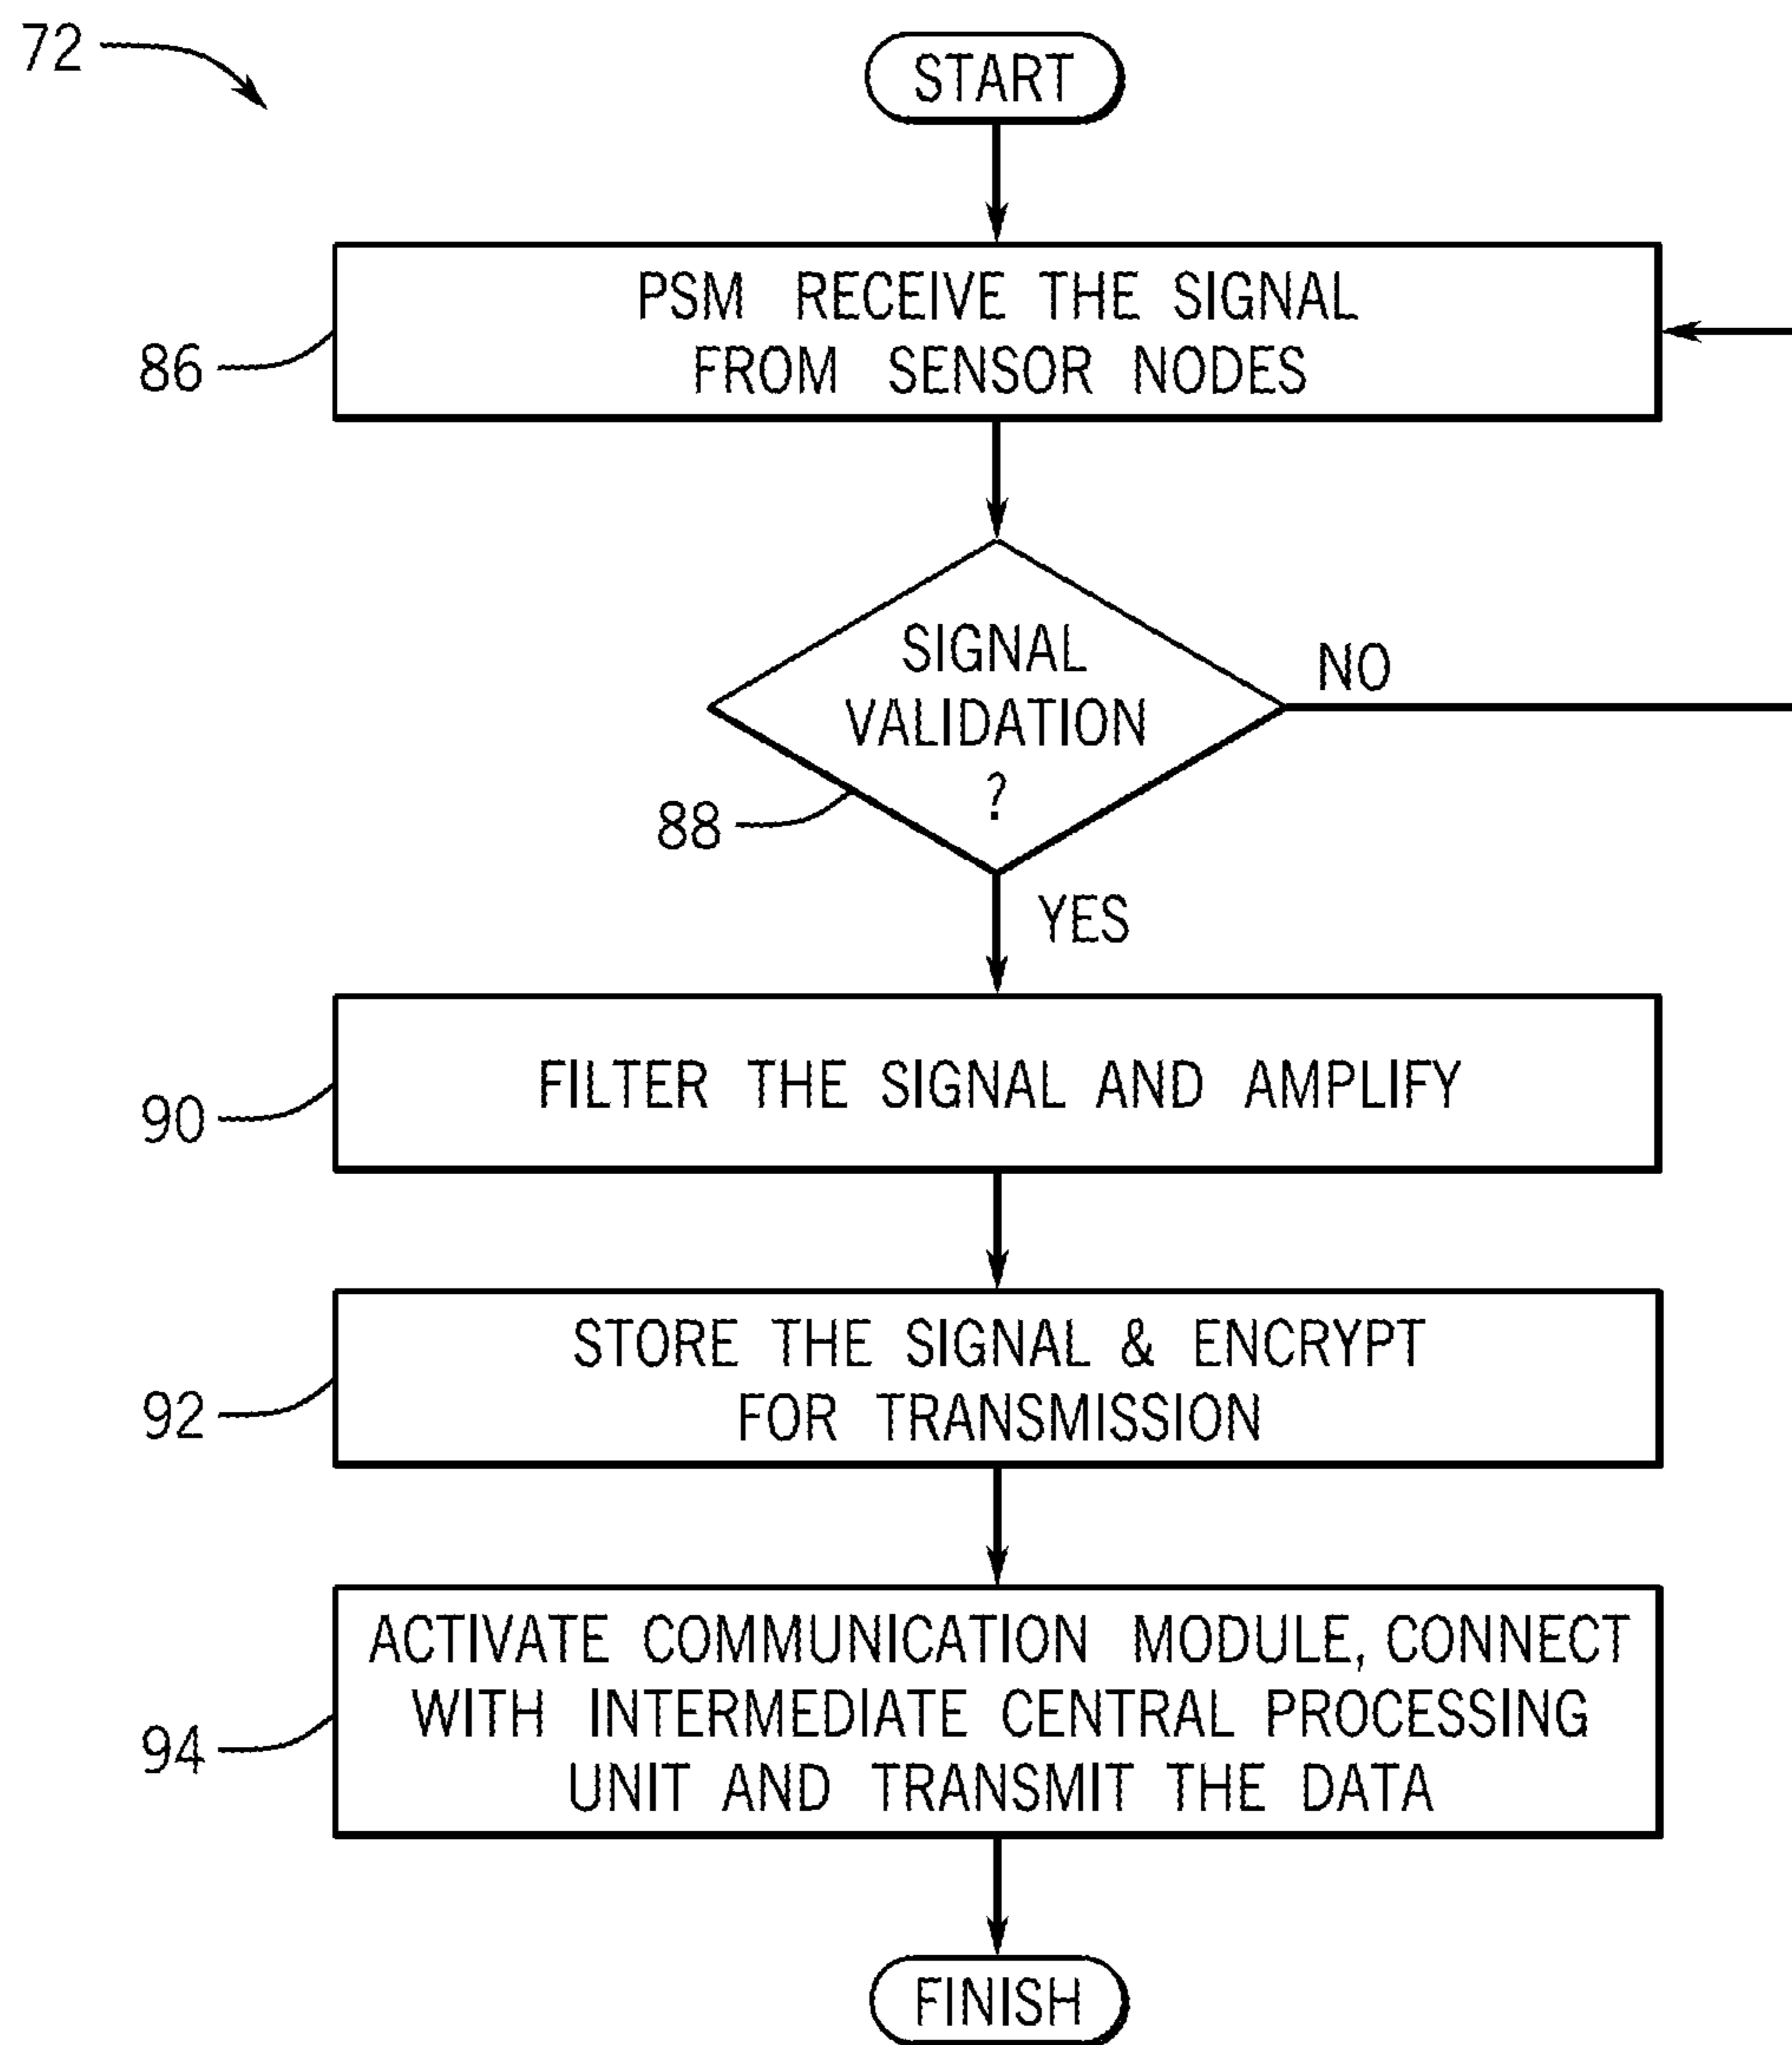 72
START
PSM RECEIVE THE SIGNAL
FROM SENSOR NODES
86
SIGNAL
VALIDATION
?
NO
88
YES
FILTER THE SIGNAL AND AMPLIFY
90
STORE THE SIGNAL & ENCRYPT
FOR TRANSMISSION
92
ACTIVATE COMMUNICATION MODULE, CONNECT
WITH INTERMEDIATE CENTRAL PROCESSING
UNIT AND TRANSMIT THE DATA
94
FINISH